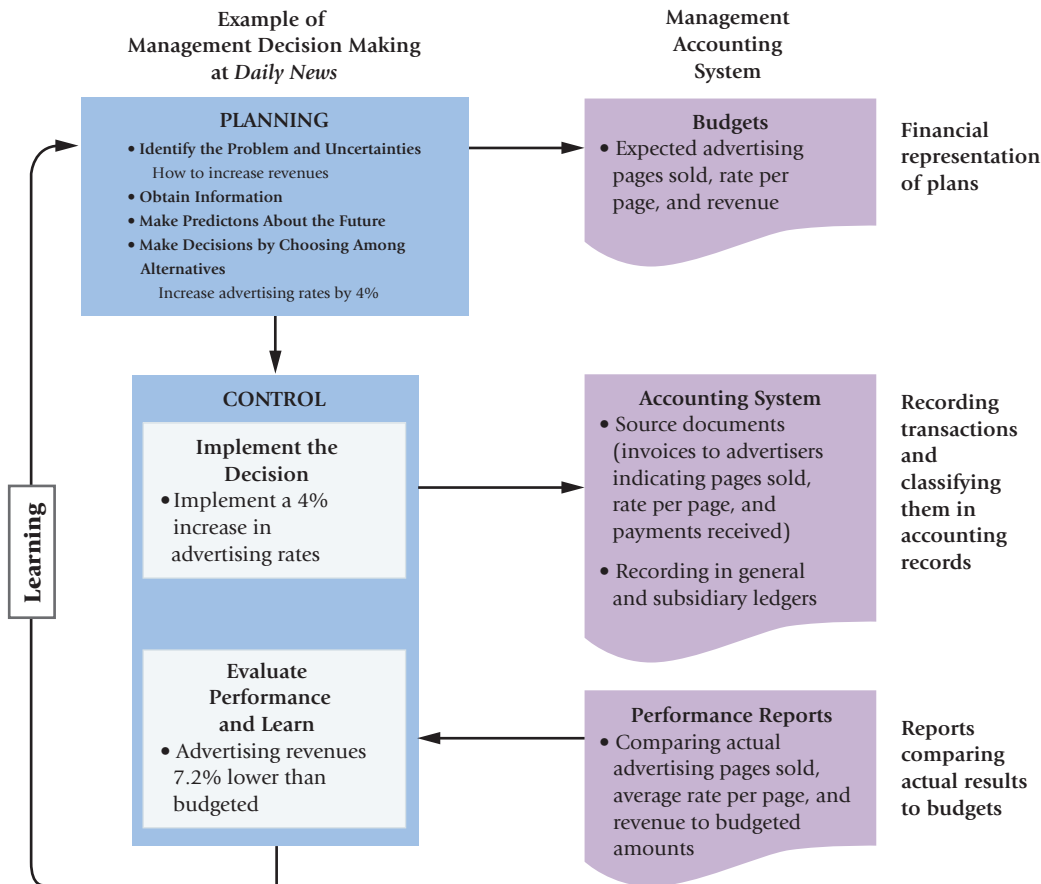 Example of
Management Decision Making
at Daily News
Management
Accounting
System
PLANNING
• Identify the Problem and Uncertainties
How to increase revenues
• Obtain Information
• Make Predictons About the Future
• Make Decisions by Choosing Among
Alternatives
Increase advertising rates by 4%
Budgets
• Expected advertising
pages sold, rate per
page, and revenue
Financial
representation
of plans
CONTROL
Implement the
Decision
• Implement a 4%
increase in
advertising rates
Accounting System
• Source documents
(invoices to advertisers
indicating pages sold,
rate per page, and
payments received)
• Recording in general
and subsidiary ledgers
Recording
transactions
and
classifying
them in
accounting
records
Learning
Evaluate
Performance
and Learn
• Advertising revenues
7.2% lower than
budgeted
Performance Reports
• Comparing actual
advertising pages sold,
average rate per page, and
revenue to budgeted
amounts
Reports
comparing
actual results
to budgets